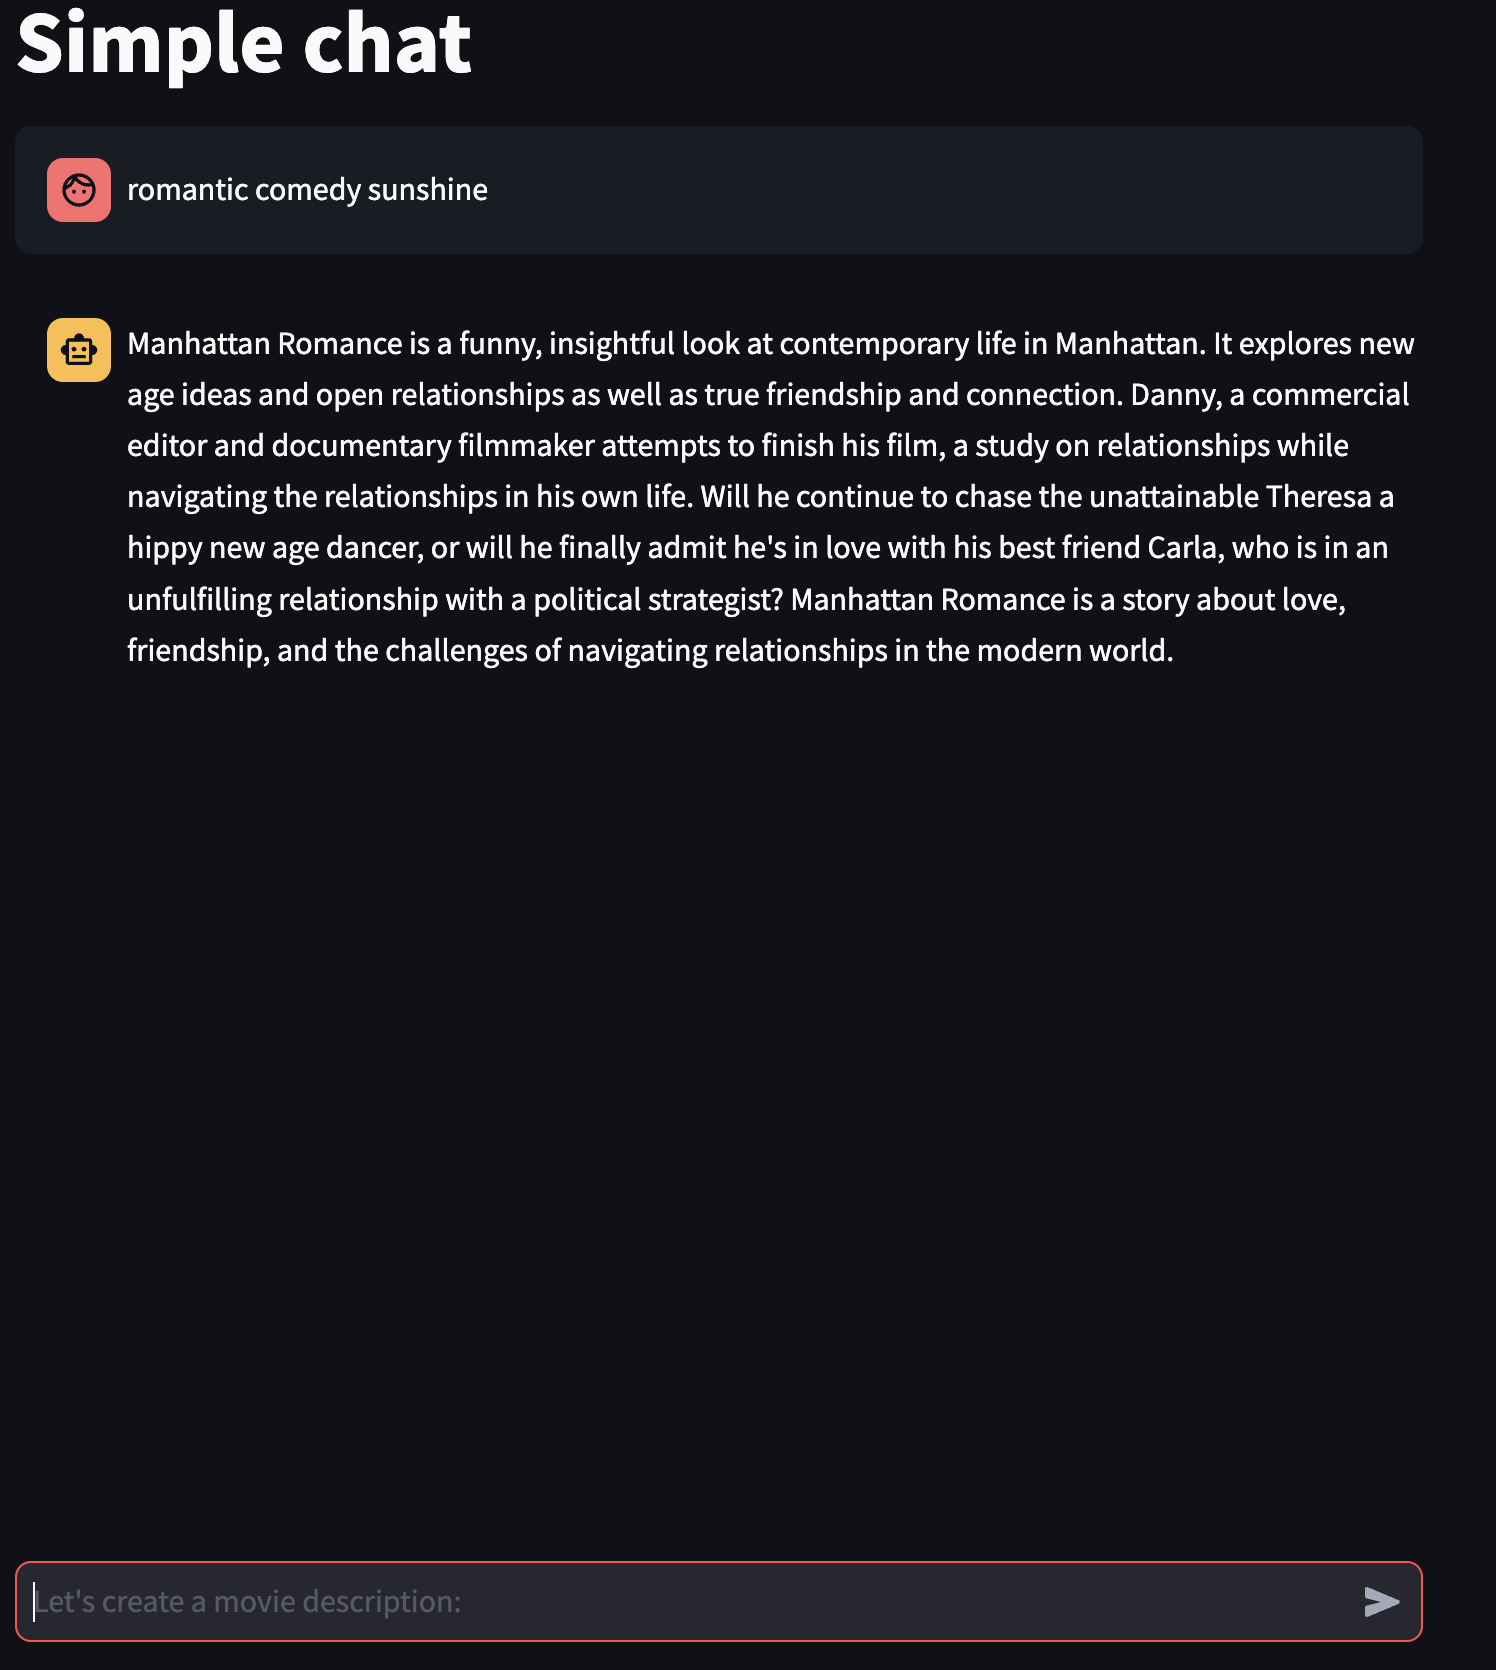 Simple chat
romantic comedy sunshine
Manhattan Romance is a funny, insightful look at contemporary life in Manhattan. It explores new
age ideas and open relationships as well as true friendship and connection. Danny, a commercial
editor and documentary filmmaker attempts to finish his film, a study on relationships while
navigating the relationships in his own life. Will he continue to chase the unattainable Theresa a
hippy new age dancer, or will he finally admit he's in love with his best friend Carla, who is in an
unfulfilling relationship with a political strategist? Manhattan Romance is a story about love,
friendship, and the challenges of navigating relationships in the modern world.
Let's create a movie description: